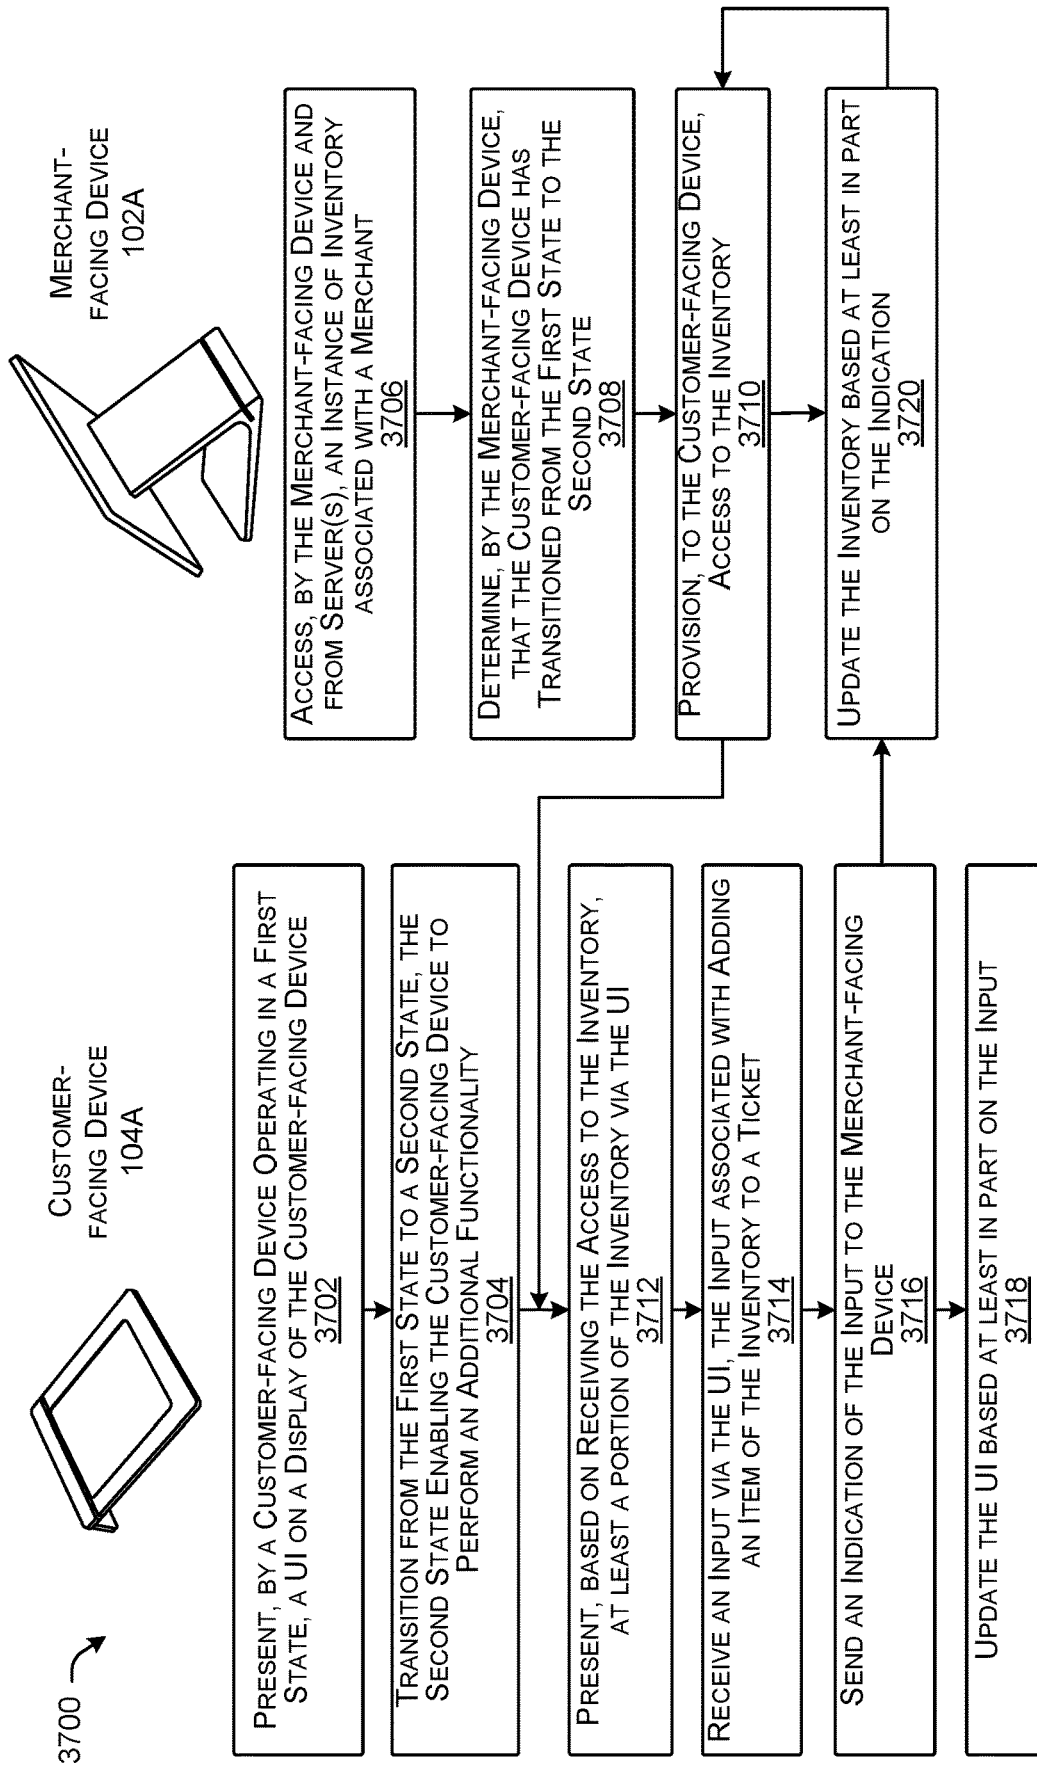 3700
CUSTOMER-
FACING DEVICE
104A
MERCHANT-
FACING DEVICE
102A
PRESENT, BY A CUSTOMER-FACING DEVICE OPERATING IN A FIRST
STATE, A UI ON A DISPLAY OF THE CUSTOMER-FACING DEVICE
3702
TRANSITION FROM THE FIRST STATE TO A SECOND STATE, THE
SECOND STATE ENABLING THE CUSTOMER-FACING DEVICE TO
PERFORM AN ADDITIONAL FUNCTIONALITY
3704
ACCESS, BY THE MERCHANT-FACING DEVICE AND
FROM SERVER(S), AN INSTANCE OF INVENTORY
ASSOCIATED WITH A MERCHANT
3706
DETERMINE, BY THE MERCHANT-FACING DEVICE,
THAT THE CUSTOMER-FACING DEVICE HAS
TRANSITIONED FROM THE FIRST STATE TO THE
SECOND STATE
3708
PROVISION, TO THE CUSTOMER-FACING DEVICE,
ACCESS TO THE INVENTORY
3710
PRESENT, BASED ON RECEIVING THE ACCESS TO THE INVENTORY,
AT LEAST A PORTION OF THE INVENTORY VIA THE UI
3712
RECEIVE AN INPUT VIA THE UI, THE INPUT ASSOCIATED WITH ADDING
AN ITEM OF THE INVENTORY TO A TICKET
3714
SEND AN INDICATION OF THE INPUT TO THE MERCHANT-FACING
DEVICE
3716
UPDATE THE UI BASED AT LEAST IN PART ON THE INPUT
3718
UPDATE THE INVENTORY BASED AT LEAST IN PART
ON THE INDICATION
3720